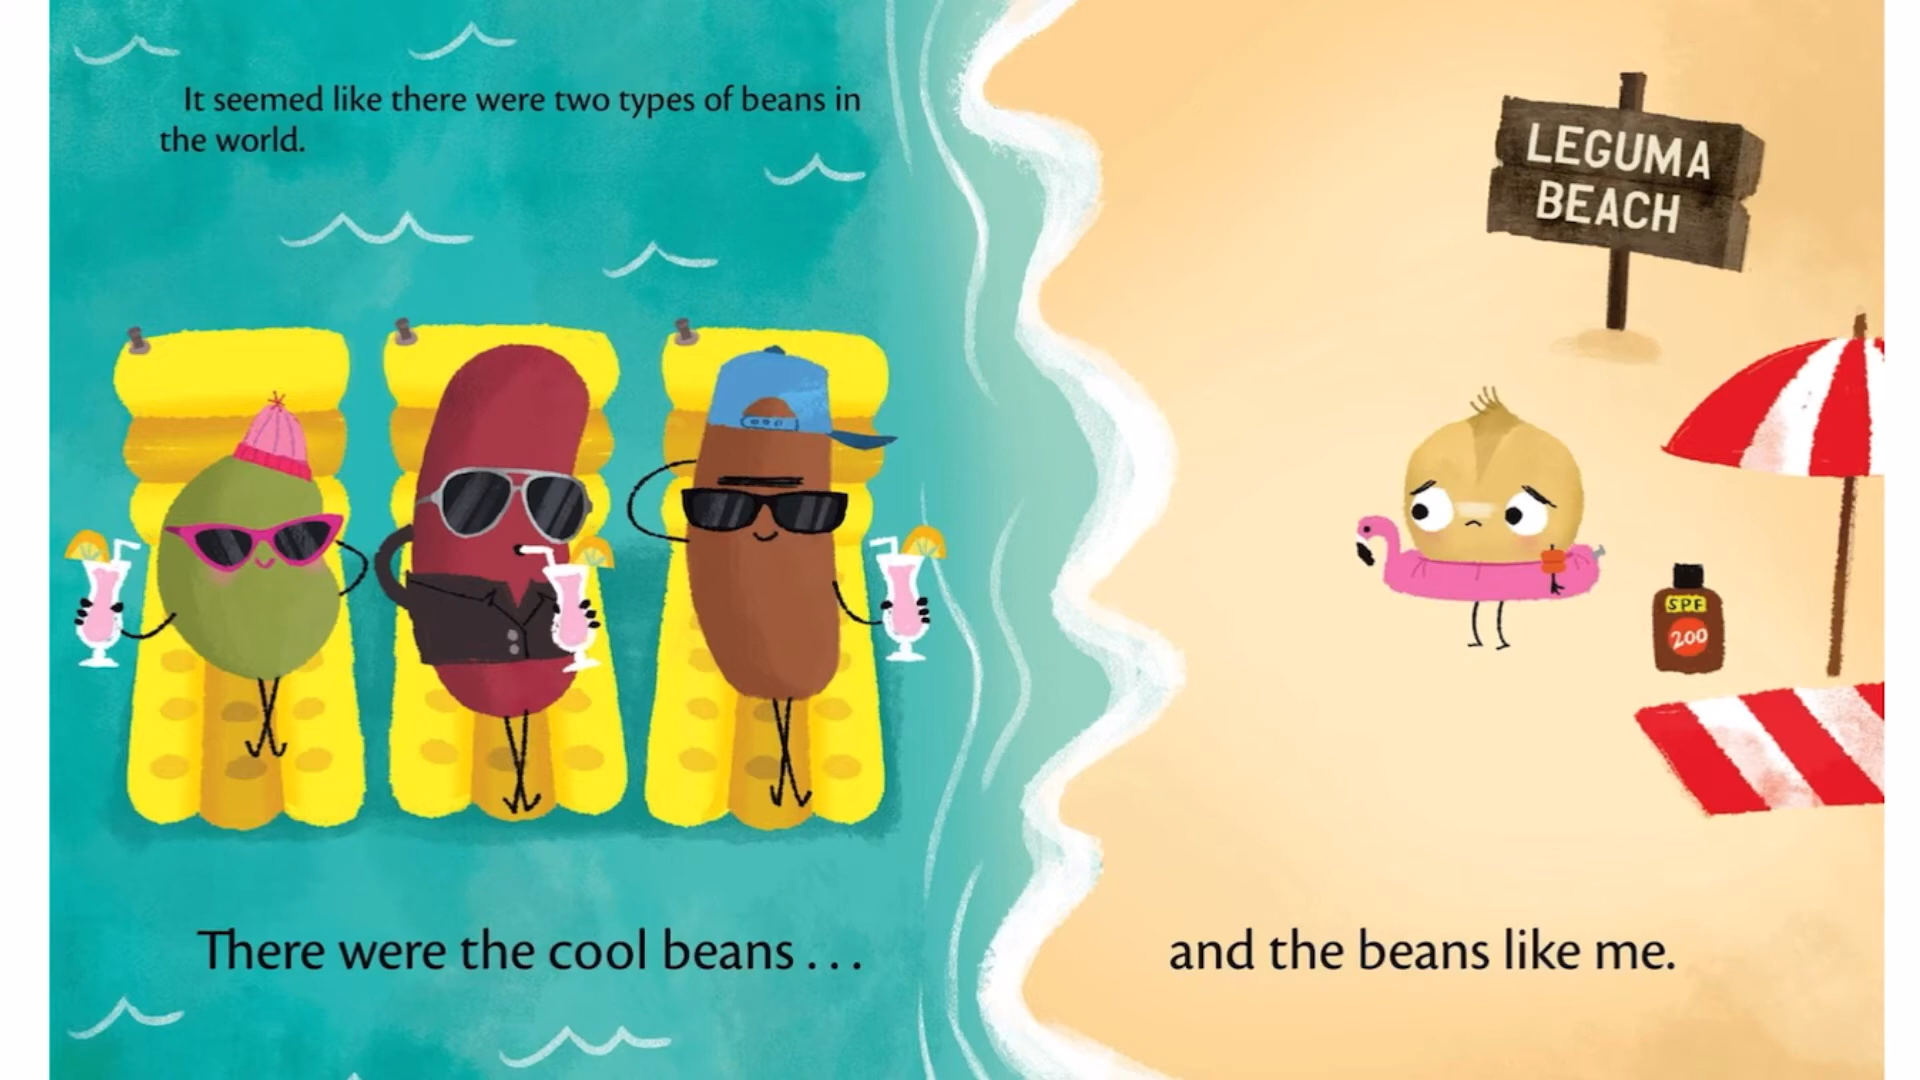 It seemed like there were two types of beans in
the world.
LEGUMA
BEACH
SPF
200
There were the cool beans . . .
and the beans like me.